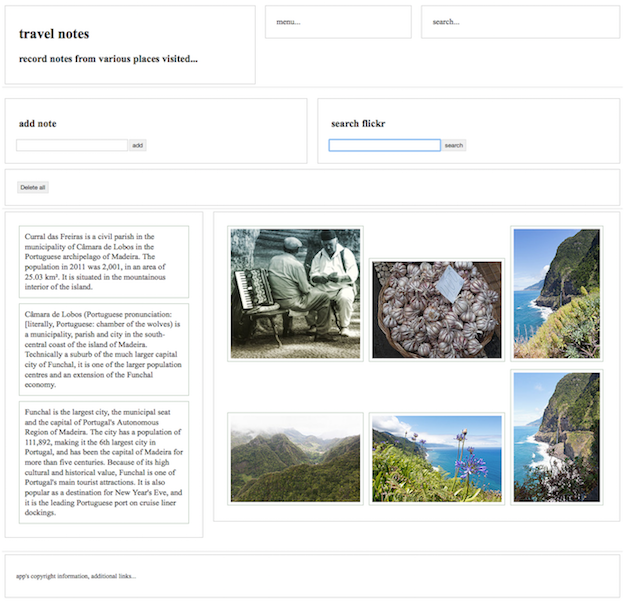 travel notes
menu...
search...
record notes from various places visited...
add note
search flickr
add
search
Delete all
Curral das Freiras is a civil parish in the
municipality of Câmara de Lobos in the
Portuguese archipelago of Madeira. The
population in 2011 was 2,001, in an area of
25.03 km². It is situated in the mountainous
interior of the island.
Câmara de Lobos (Portuguese pronunciation:
[literally, Portuguese: chamber of the wolves) is
a municipality, parish and city in the south-
central coast of the island of Madeira.
Technically a suburb of the much larger capital
city of Funchal, it is one of the larger population
centres and an extension of the Funchal
economy.
Funchal is the largest city, the municipal seat
and the capital of Portugal's Autonomous
Region of Madeira. The city has a population of
111,892, making it the 6th largest city in
Portugal, and has been the capital of Madeira for
more than five centuries. Because of its high
cultural and historical value, Funchal is one of
Portugal's main tourist attractions. It is also
popular as a destination for New Year's Eve, and
it is the leading Portuguese port on cruise liner
dockings.
app's copyright information, additional links...